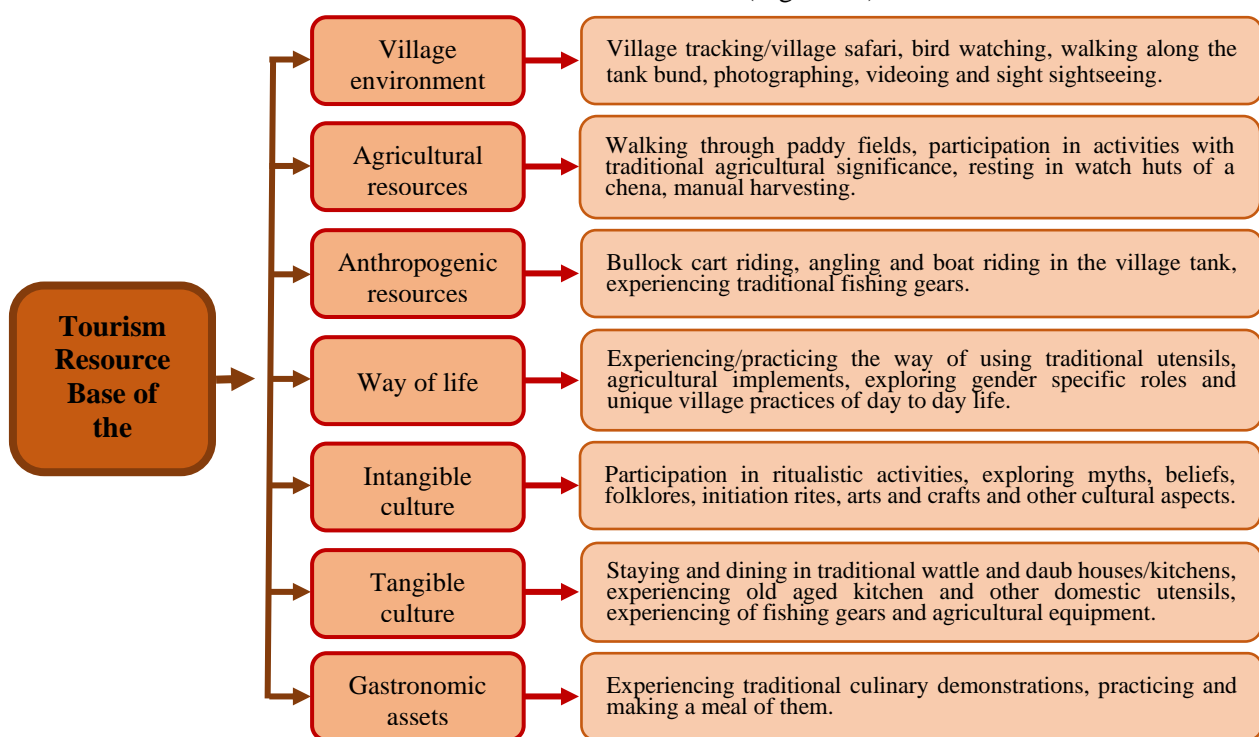 Tourism
Resource
Base of
the
Village
environment
Village tracking/village safari, bird watching, walking along the
tank bund, photographing, videoing and sight sightseeing.
Agricultural
resources
Walking through paddy fields, participation in activities with
traditional agricultural significance, resting in watch huts of a
chena, manual harvesting.
Anthropogenic
resources
Bullock cart riding, angling and boat riding in the village tank,
experiencing traditional fishing gears.
Way of life
Experiencing/practicing the way of using traditional utensils,
agricultural implements, exploring gender specific roles and
unique village practices of day to day life.
Intangible
culture
Participation in ritualistic activities, exploring myths, beliefs,
folklores, initiation rites, arts and crafts and other cultural aspects.
Tangible
culture
Staying and dining in traditional wattle and daub houses/kitchens,
experiencing old aged kitchen and other domestic utensils,
experiencing of fishing gears and agricultural equipment.
Gastronomic
assets
Experiencing traditional culinary demonstrations, practicing and
making a meal of them.